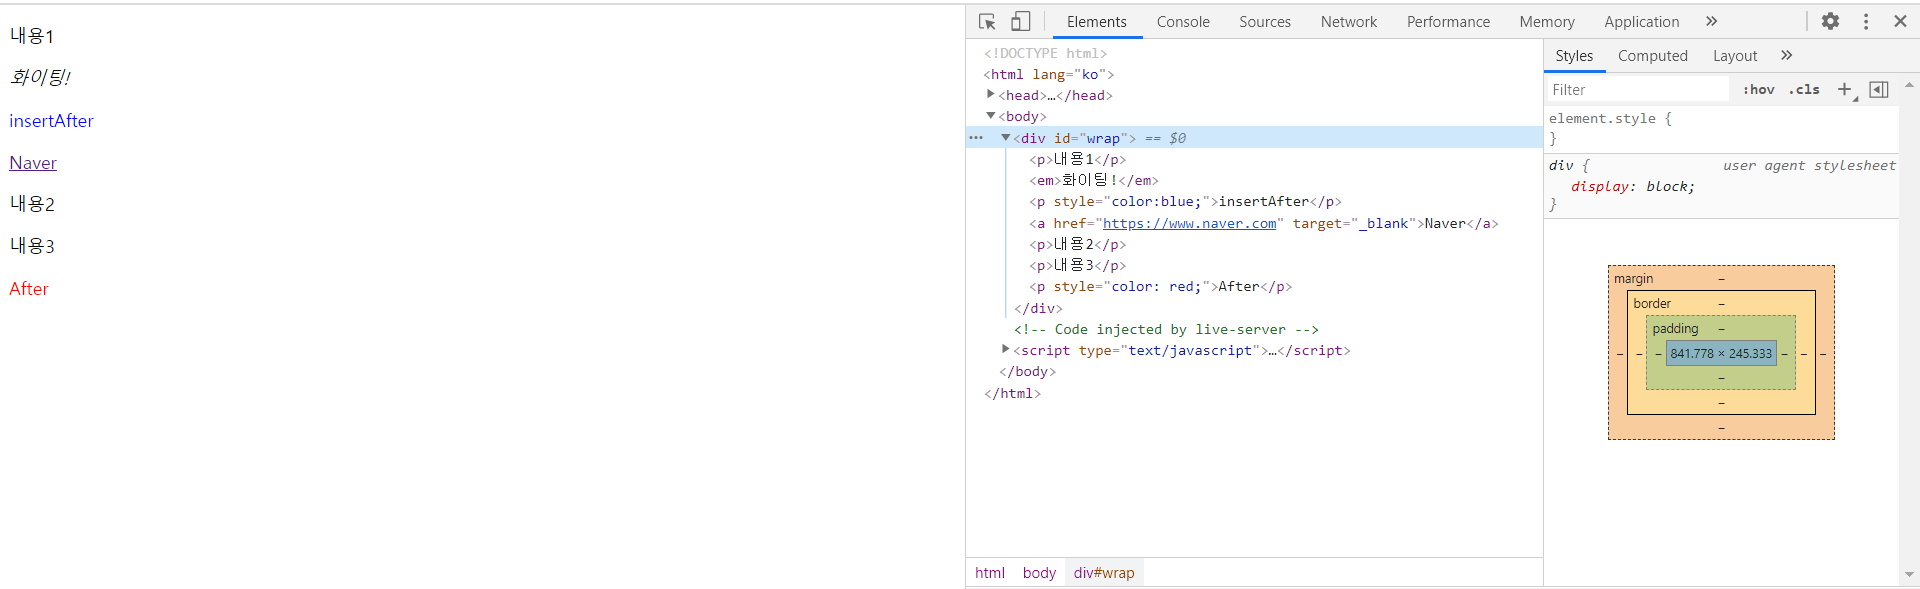 내용1
화이팅!
insertAfter
Naver
내용2
내용3
After
Elements Console Sources Network Performance Memory Application »
<!DOCTYPE html>
<html lang="ko">
<head>…</head>
<body>
<div id="wrap"> == $0
<p>내용1</p>
<em>화이팅!</em>
<p style="color:blue;">insertAfter</p>
<a href="https://www.naver.com" target="_blank">Naver</a>
<p>내용2</p>
<p>내용3</p>
<p style="color: red;">After</p>
</div>
<!-- Code injected by live-server -->
<script type="text/javascript">…</script>
</body>
</html>
html body div#wrap
Styles Computed Layout »
Filter :hov .cls +
element.style {
}
div { user agent stylesheet
display: block;
}
margin –
border –
padding –
– – – 841.778 × 245.333 – – –
–
–
–